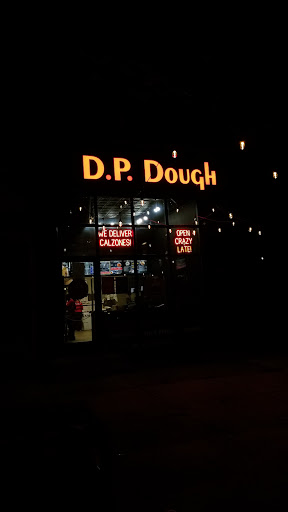 D.P. Dough
WE DELIVER
CALZONES!
OPEN
CRAZY
LATE!